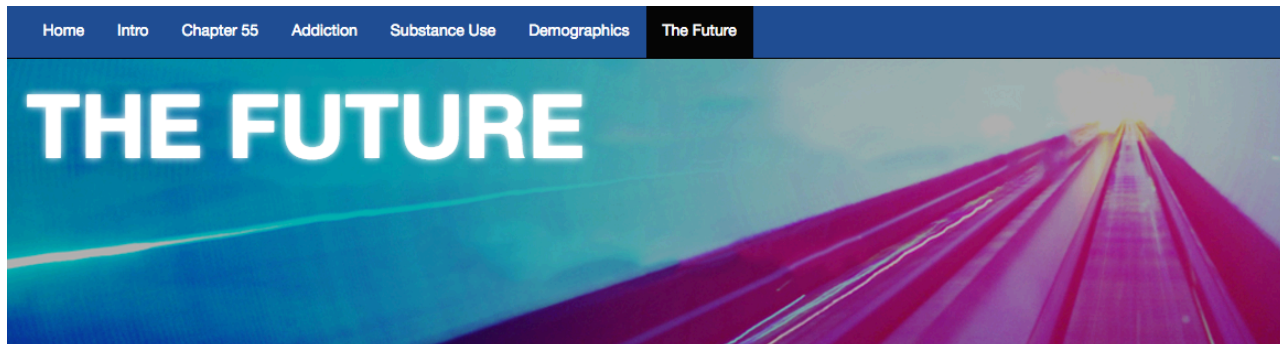 Home Intro Chapter 55 Addiction Substance Use Demographics The Future
THE FUTURE